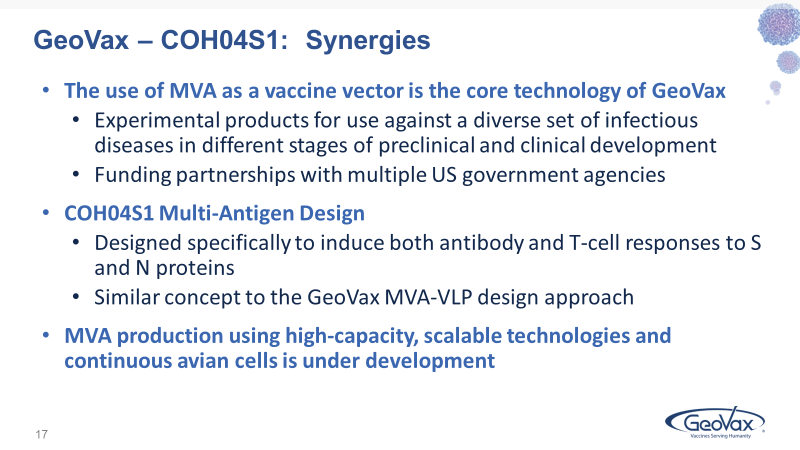 GeoVax – COH04S1: Synergies
• The use of MVA as a vaccine vector is the core technology of GeoVax
• Experimental products for use against a diverse set of infectious
diseases in different stages of preclinical and clinical development
• Funding partnerships with multiple US government agencies
• COH04S1 Multi-Antigen Design
• Designed specifically to induce both antibody and T-cell responses to S
and N proteins
• Similar concept to the GeoVax MVA-VLP design approach
• MVA production using high-capacity, scalable technologies and
continuous avian cells is under development
GeoVax
Vaccines Serving Humanity
17